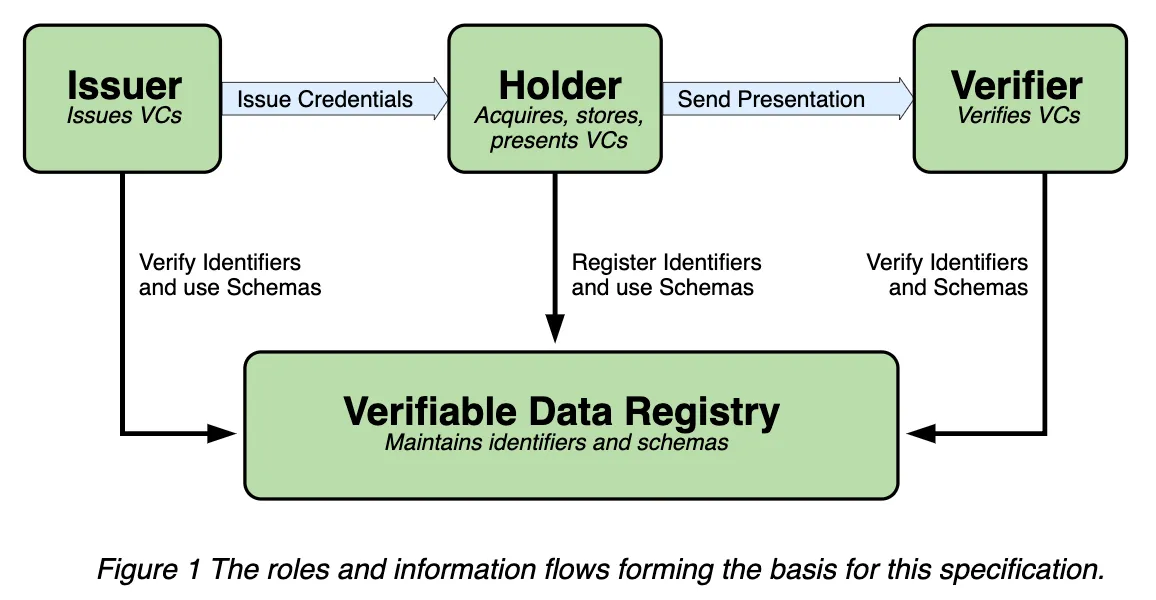 Issuer
Issues VCs
Issue Credentials
Holder
Acquires, stores,
presents VCs
Send Presentation
Verifier
Verifies VCs
Verify Identifiers
and use Schemas
Register Identifiers
and use Schemas
Verify Identifiers
and Schemas
Verifiable Data Registry
Maintains identifiers and schemas
Figure 1 The roles and information flows forming the basis for this specification.